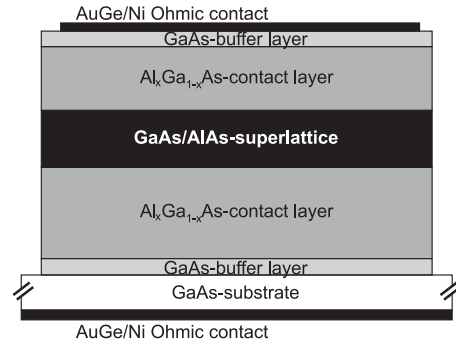 AuGe/Ni Ohmic contact
GaAs-buffer layer
AlₓGa₁₋ₓAs-contact layer
GaAs/AlAs-superlattice
AlₓGa₁₋ₓAs-contact layer
GaAs-buffer layer
GaAs-substrate
AuGe/Ni Ohmic contact